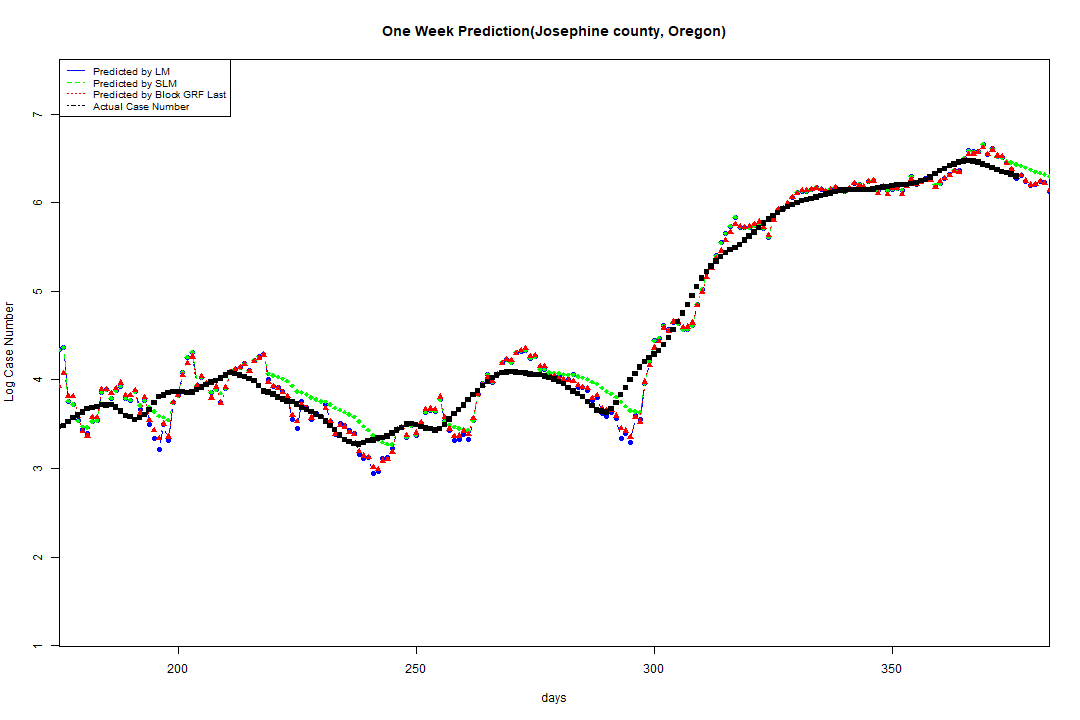 One Week Prediction(Josephine county, Oregon)
Predicted by LM
Predicted by SLM
Predicted by Block GRF Last
Actual Case Number
Log Case Number
7
6
5
4
3
2
1
200
250
300
350
days